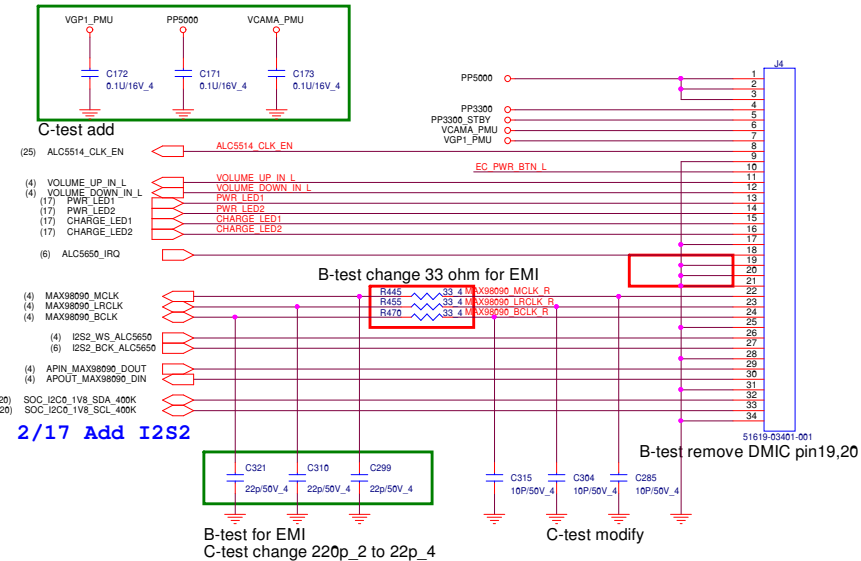 VGP1_PMU PP5000 VCAMA_PMU
C172 0.1U/16V_4
C171 0.1U/16V_4
C173 0.1U/16V_4
C-test add
J4
PP5000
PP3300
PP3300_STBY
VCAMA_PMU
VGP1_PMU
(25) ALC5514_CLK_EN ALC5514_CLK_EN
EC_PWR_BTN_L
(4) VOLUME_UP_IN_L VOLUME_UP_IN_L
(4) VOLUME_DOWN_IN_L VOLUME_DOWN_IN_L
(17) PWR_LED1 PWR_LED1
(17) PWR_LED2 PWR_LED2
(17) CHARGE_LED1 CHARGE_LED1
(17) CHARGE_LED2 CHARGE_LED2
(6) ALC5650_IRQ
B-test change 33 ohm for EMI
(4) MAX98090_MCLK R445 33_4 MAX98090_MCLK_R
(4) MAX98090_LRCLK R455 33_4 MAX98090_LRCLK_R
(4) MAX98090_BCLK R470 33_4 MAX98090_BCLK_R
(4) I2S2_WS_ALC5650
(6) I2S2_BCK_ALC5650
(4) APIN_MAX98090_DOUT
(4) APOUT_MAX98090_DIN
20) SOC_I2C0_1V8_SDA_400K
20) SOC_I2C0_1V8_SCL_400K
1
2
3
4
5
6
7
8
9
10
11
12
13
14
15
16
17
18
19
20
21
22
23
24
25
26
27
28
29
30
31
32
33
34
51619-03401-001
2/17 Add I2S2
B-test remove DMIC pin19,20
C321 22p/50V_4
C310 22p/50V_4
C299 22p/50V_4
C315 10P/50V_4
C304 10P/50V_4
C285 10P/50V_4
B-test for EMI
C-test change 220p_2 to 22p_4
C-test modify